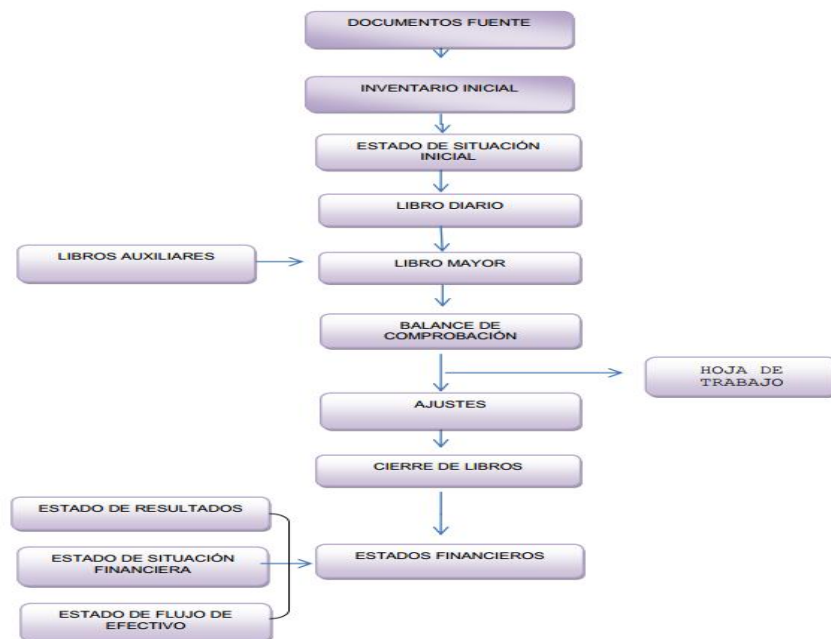 DOCUMENTOS FUENTE
INVENTARIO INICIAL
ESTADO DE SITUACIÓN
INICIAL
LIBRO DIARIO
LIBROS AUXILIARES
LIBRO MAYOR
BALANCE DE
COMPROBACIÓN
HOJA DE
TRABAJO
AJUSTES
CIERRE DE LIBROS
ESTADO DE RESULTADOS
ESTADO DE SITUACIÓN
FINANCIERA
ESTADOS FINANCIEROS
ESTADO DE FLUJO DE
EFECTIVO